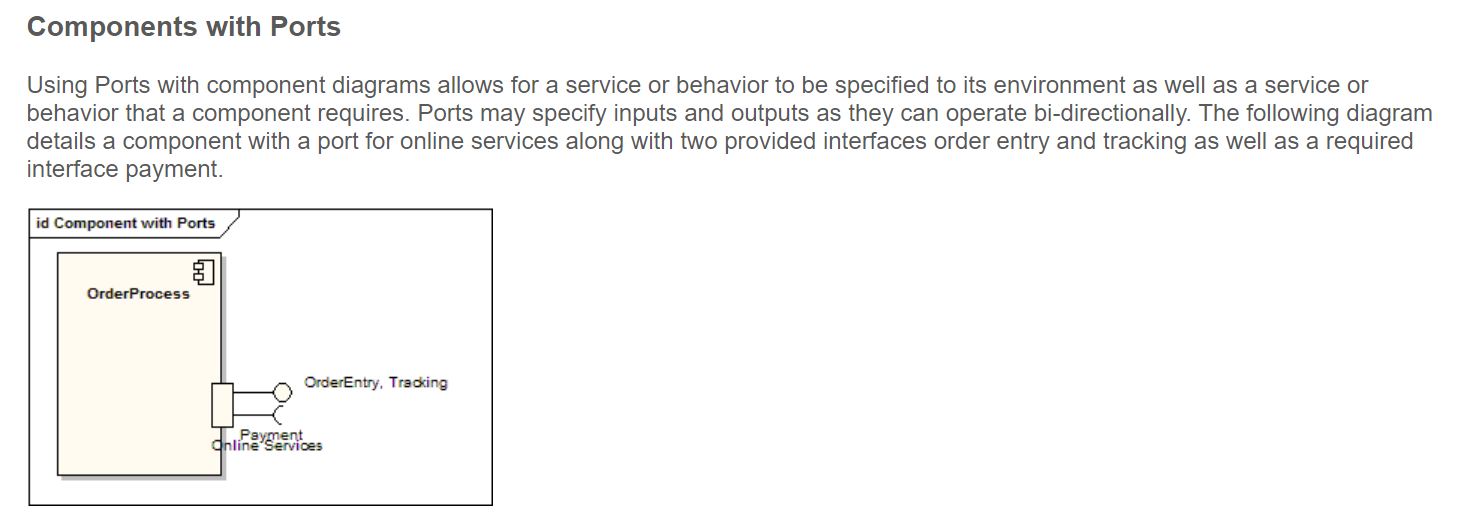 Components with Ports
Using Ports with component diagrams allows for a service or behavior to be specified to its environment as well as a service or
behavior that a component requires. Ports may specify inputs and outputs as they can operate bi-directionally. The following diagram
details a component with a port for online services along with two provided interfaces order entry and tracking as well as a required
interface payment.
id Component with Ports
OrderProcess
OrderEntry, Tracking
Payment
Online Services